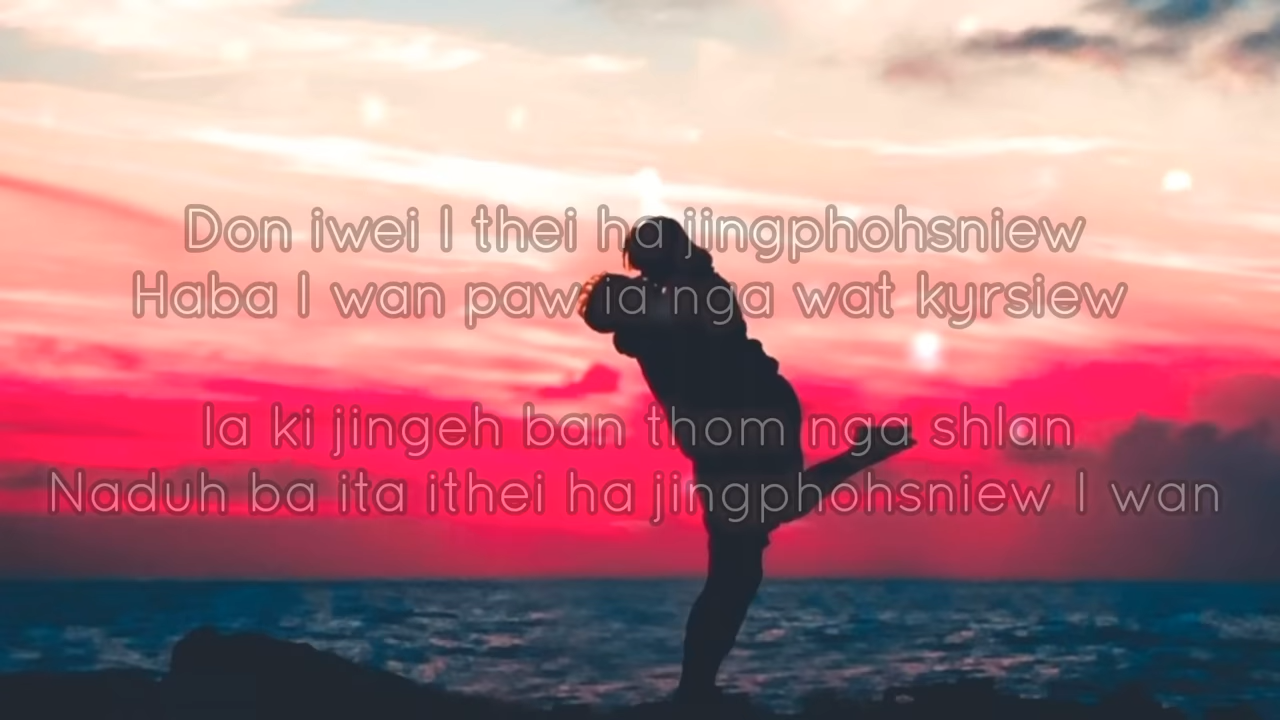 Don iwei I thei ha jingphohsniew
Haba I wan paw ia nga wat kyrsiew
Ia ki jingeh ban thom nga shlan
Naduh ba ita ithei ha jingphohsniew I wan